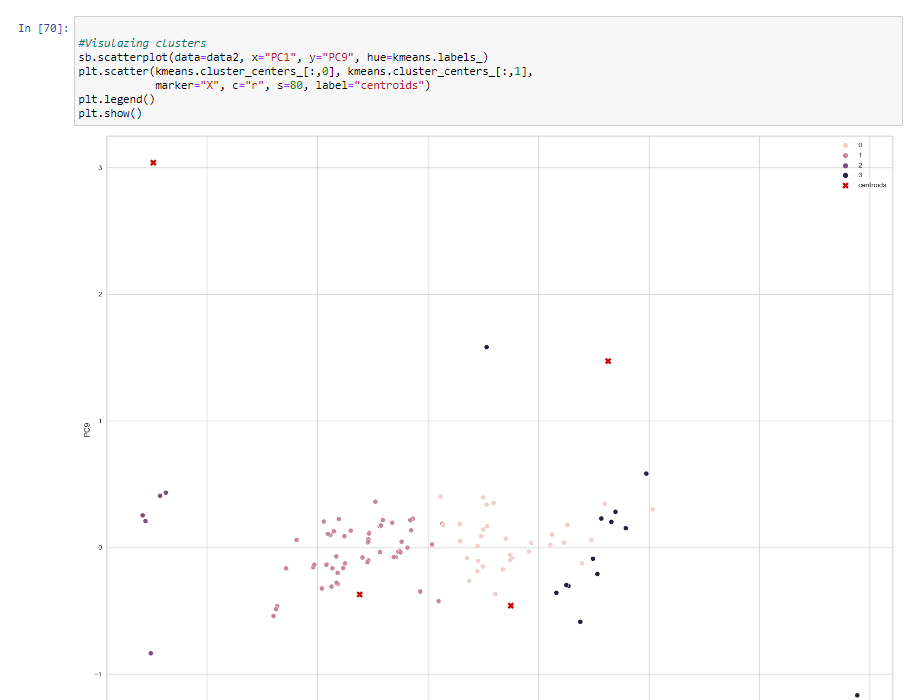 In [70]:
#Visulazing clusters
sb.scatterplot(data=data2, x="PC1", y="PC9", hue=kmeans.labels_)
plt.scatter(kmeans.cluster_centers_[:,0], kmeans.cluster_centers_[:,1],
marker="X", c="r", s=80, label="centroids")
plt.legend()
plt.show()
0
1
2
3
centroids
3
2
1
0
−1
PC9